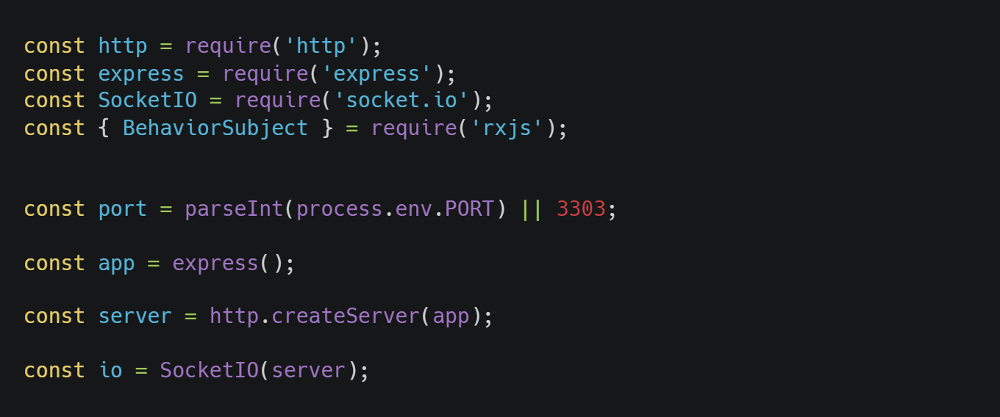 const http = require('http');
const express = require('express');
const SocketIO = require('socket.io');
const { BehaviorSubject } = require('rxjs');
const port = parseInt(process.env.PORT) || 3303;
const app = express();
const server = http.createServer(app);
const io = SocketIO(server);